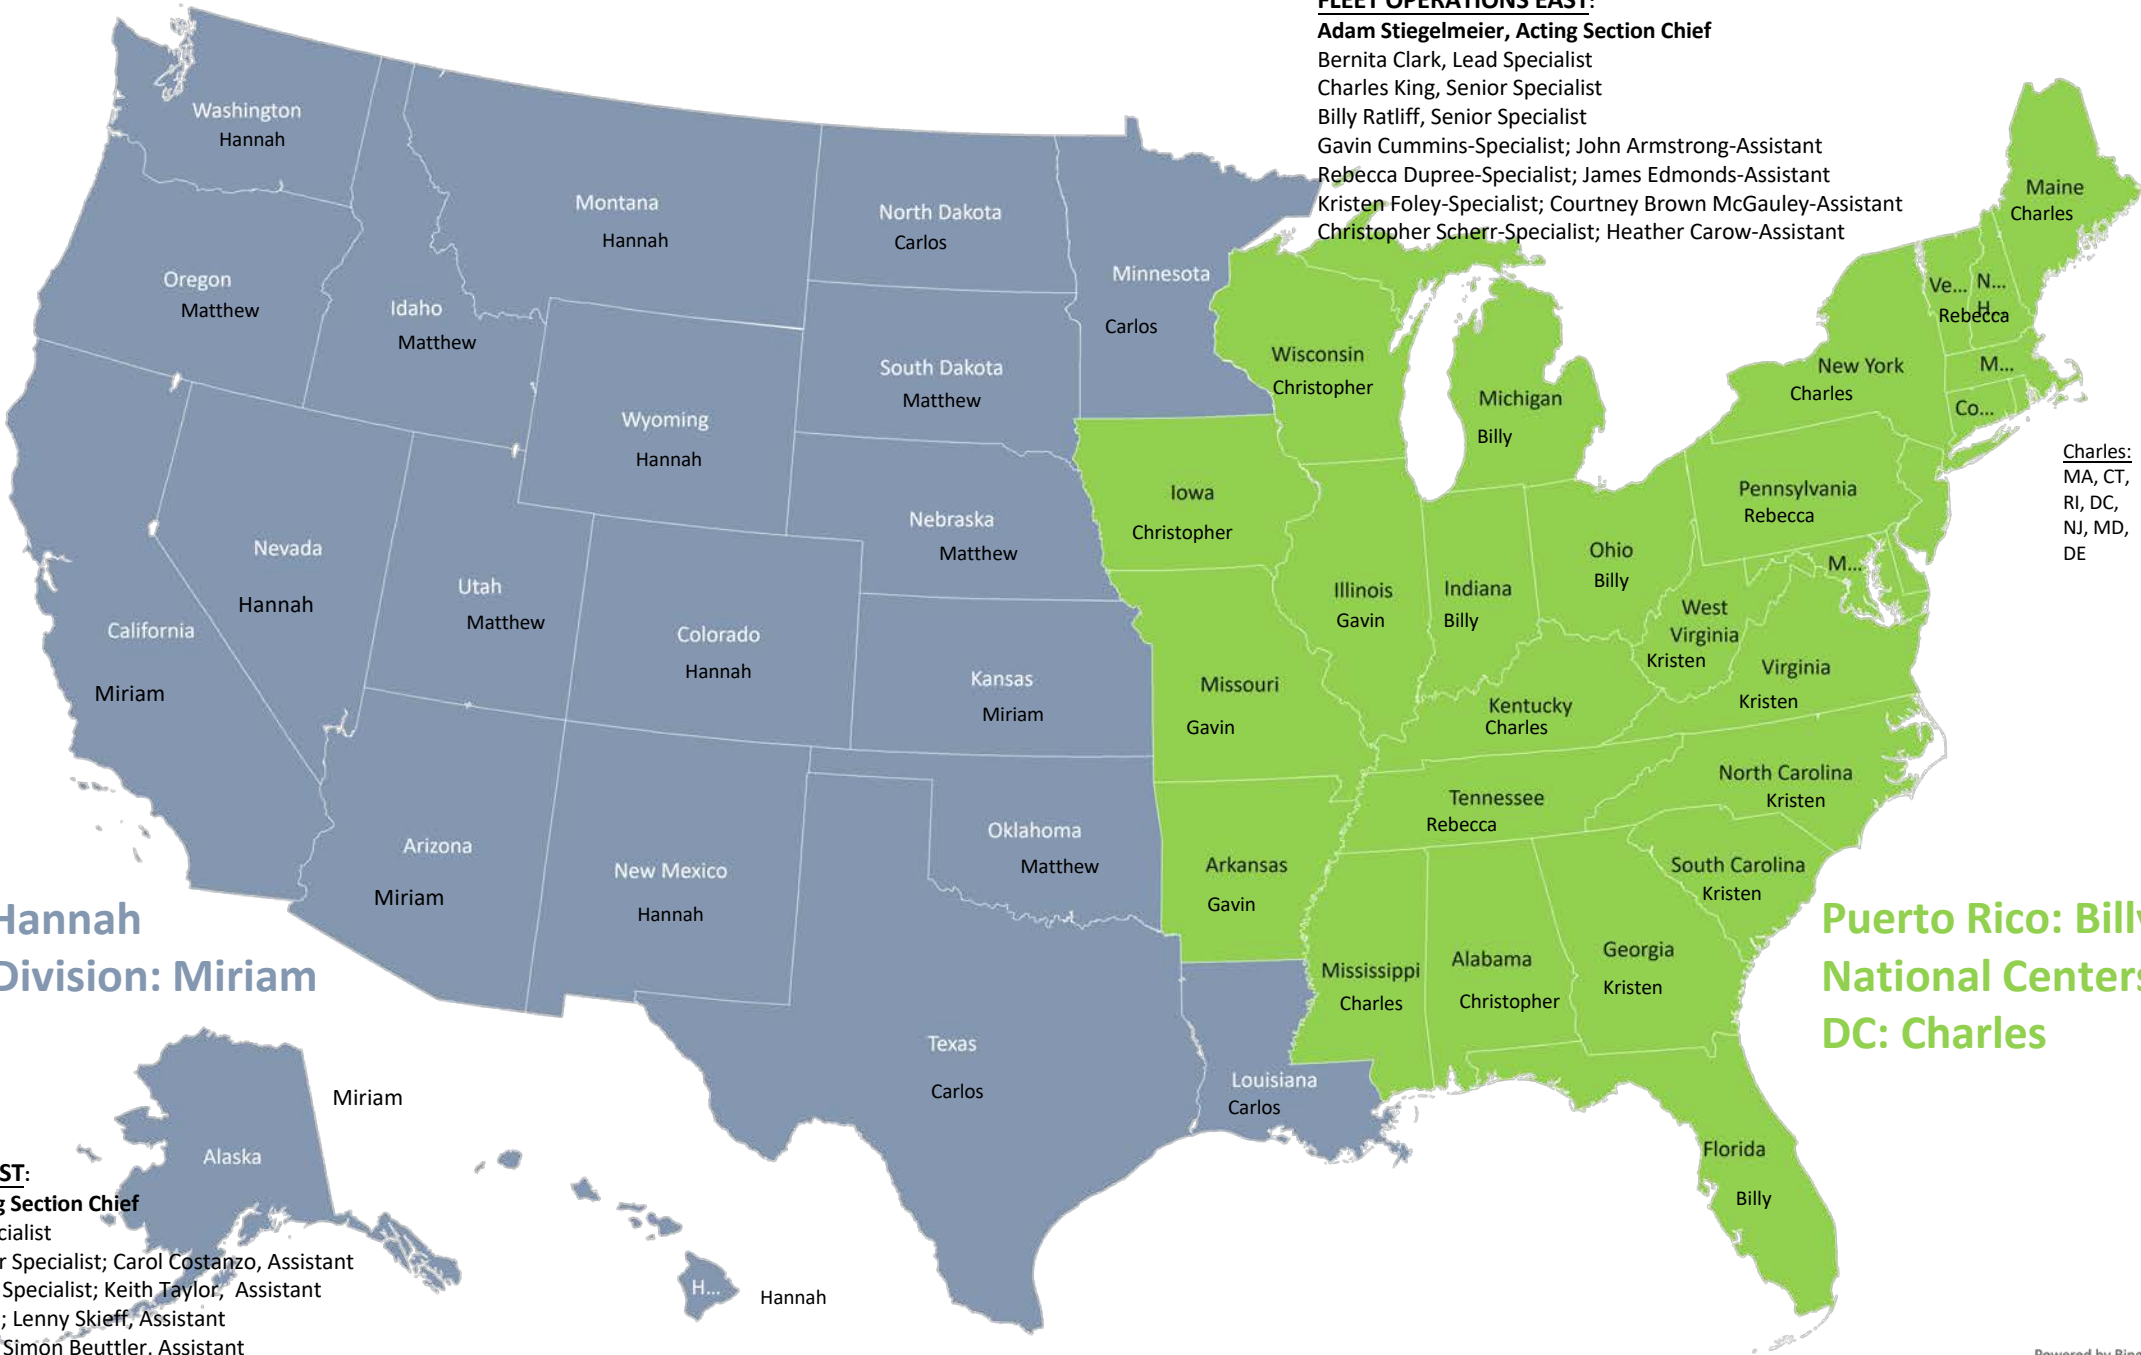 FLEET OPERATIONS EAST:
Adam Stiegelmeier, Acting Section Chief
Bernita Clark, Lead Specialist
Charles King, Senior Specialist
Billy Ratliff, Senior Specialist
Gavin Cummins-Specialist; John Armstrong-Assistant
Rebecca Dupree-Specialist; James Edmonds-Assistant
Kristen Foley-Specialist; Courtney Brown McGauley-Assistant
Christopher Scherr-Specialist; Heather Carow-Assistant
Washington
Hannah
Montana
Hannah
North Dakota
Carlos
Minnesota
Carlos
Oregon
Matthew
Idaho
Matthew
Wyoming
Hannah
South Dakota
Matthew
Nebraska
Matthew
Nevada
Hannah
Utah
Matthew
Colorado
Hannah
Kansas
Miriam
California
Miriam
Arizona
Miriam
New Mexico
Hannah
Oklahoma
Matthew
Texas
Carlos
Louisiana
Carlos
Wisconsin
Christopher
Michigan
Billy
Iowa
Christopher
Illinois
Gavin
Indiana
Billy
Ohio
Billy
Missouri
Gavin
Kentucky
Charles
West
Virginia
Kristen
Virginia
Kristen
Pennsylvania
Rebecca
New York
Charles
Maine
Charles
Ve... N...
H
Rebecca
M...
Co...
M...
Charles:
MA, CT,
RI, DC,
NJ, MD,
DE
Tennessee
Rebecca
North Carolina
Kristen
South Carolina
Kristen
Arkansas
Gavin
Mississippi
Charles
Alabama
Christopher
Georgia
Kristen
Florida
Billy
Hannah
Division: Miriam
Puerto Rico: Billy
National Centers
DC: Charles
Alaska
Miriam
H...
Hannah
ST:
g Section Chief
cialist
r Specialist; Carol Costanzo, Assistant
Specialist; Keith Taylor, Assistant
; Lenny Skieff, Assistant
Simon Beuttler, Assistant
Powered by Bing